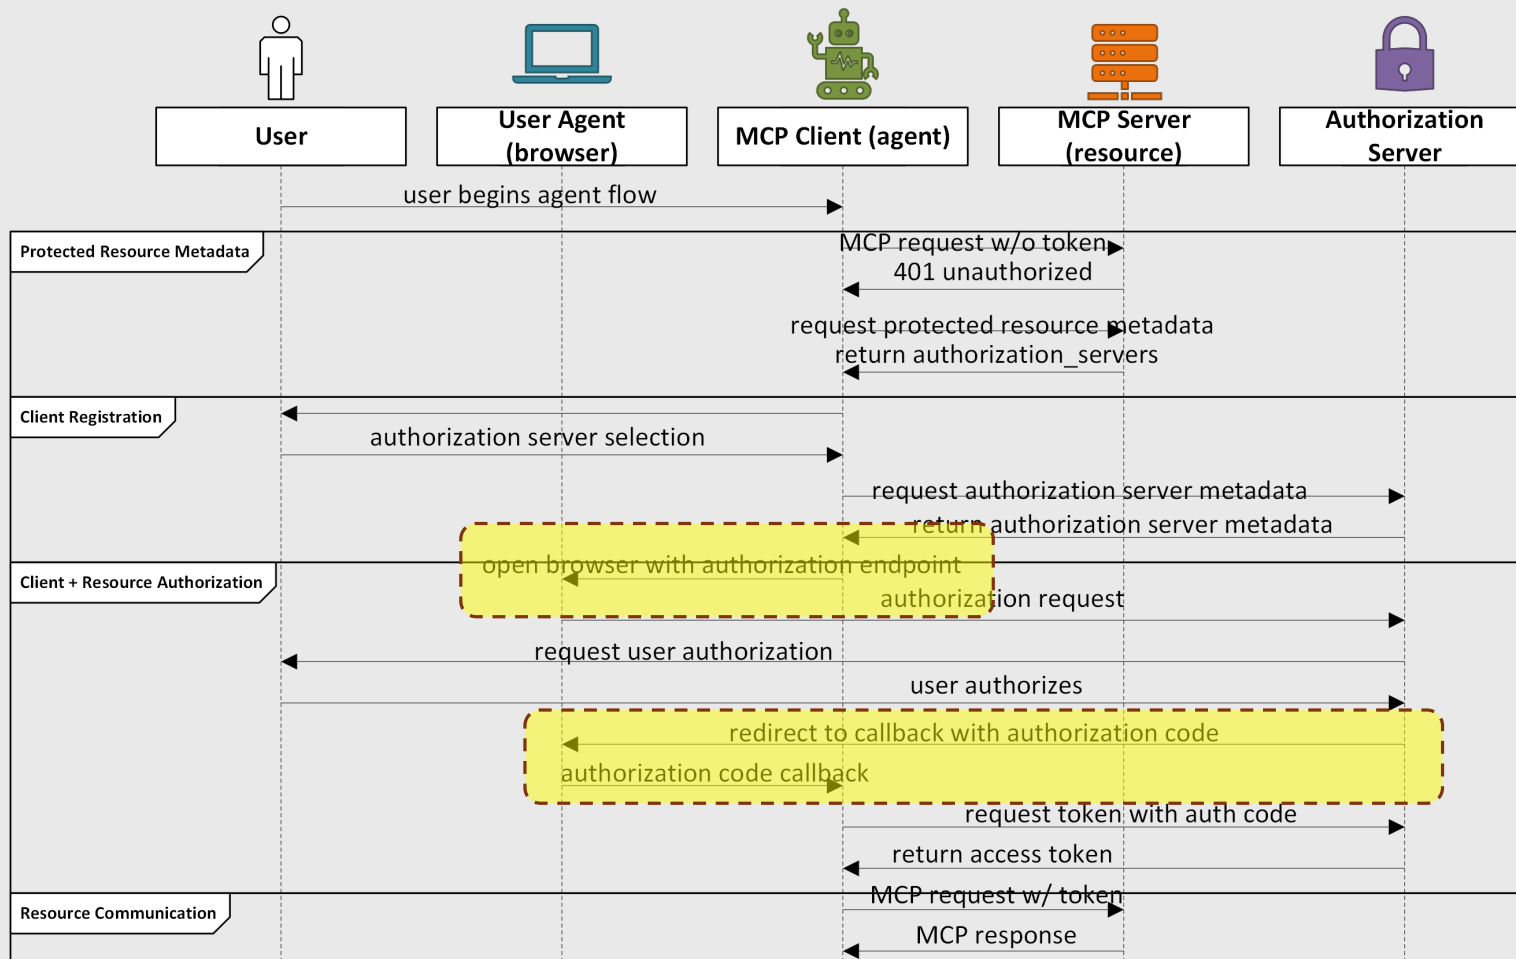 User
User Agent
(browser)
MCP Client (agent)
MCP Server
(resource)
Authorization
Server
user begins agent flow
Protected Resource Metadata
MCP request w/o token
401 unauthorized
request protected resource metadata
return authorization_servers
Client Registration
authorization server selection
request authorization server metadata
return authorization server metadata
Client + Resource Authorization
open browser with authorization endpoint
authorization request
request user authorization
user authorizes
redirect to callback with authorization code
authorization code callback
request token with auth code
return access token
Resource Communication
MCP request w/ token
MCP response